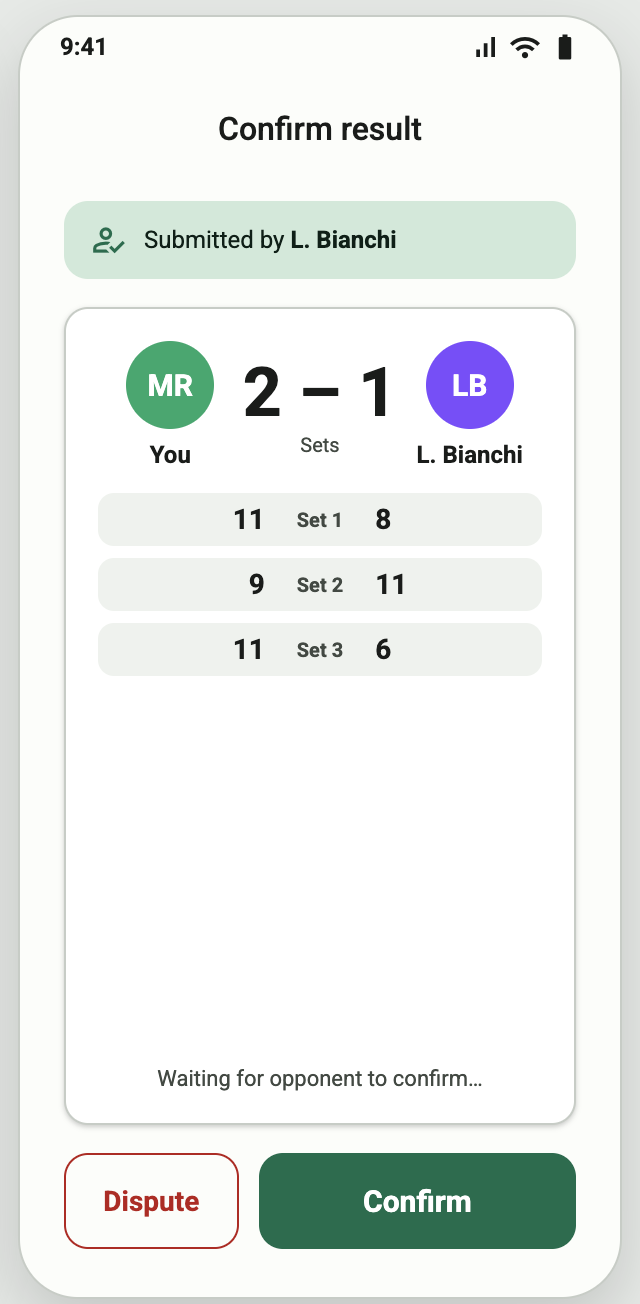 9:41
Confirm result
Submitted by L. Bianchi
MR 2 – 1 LB
Sets
You L. Bianchi
11 Set 1 8
9 Set 2 11
11 Set 3 6
Waiting for opponent to confirm…
Dispute Confirm